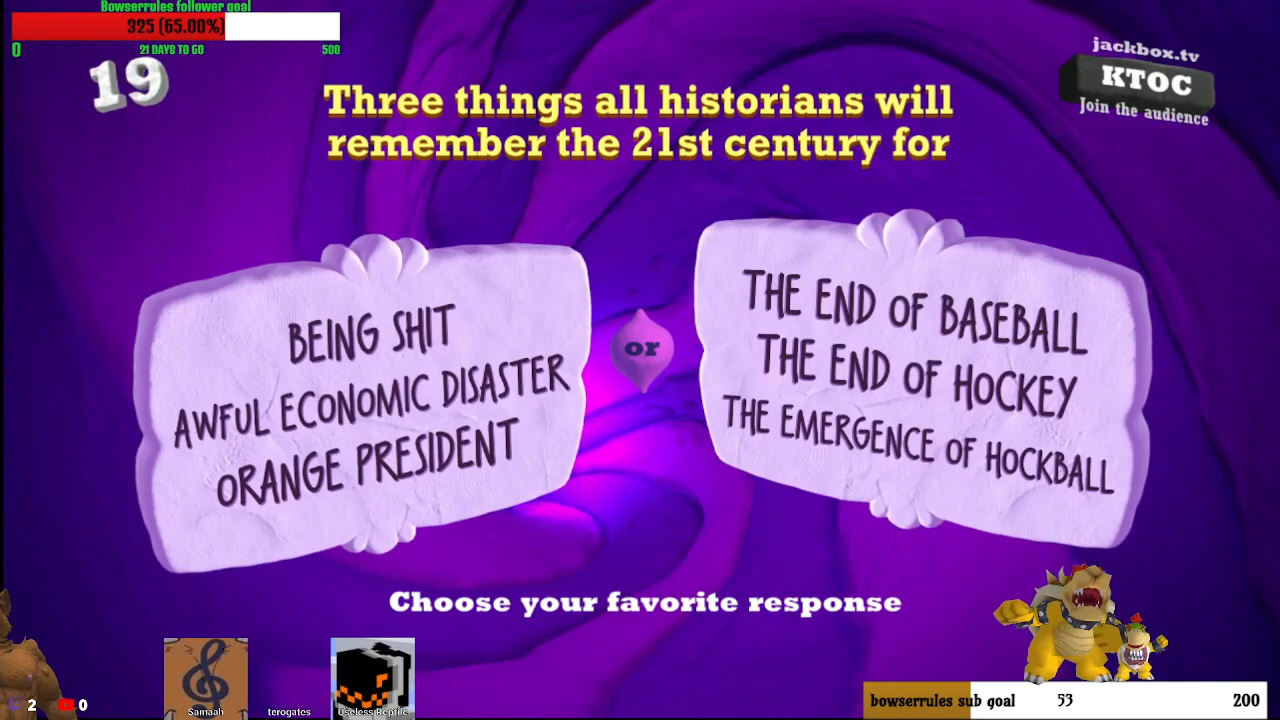 Bowserrules follower goal
325 (65.00%)
0
21 DAYS TO GO
500
19
jackbox.tv
KTOC
Join the audience
Three things all historians will
remember the 21st century for
BEING SHIT
AWFUL ECONOMIC DISASTER
ORANGE PRESIDENT
or
THE END OF BASEBALL
THE END OF HOCKEY
THE EMERGENCE OF HOCKBALL
Choose your favorite response
2
0
Samaah
terogates
Useless Reptile
bowserrules sub goal
53
200